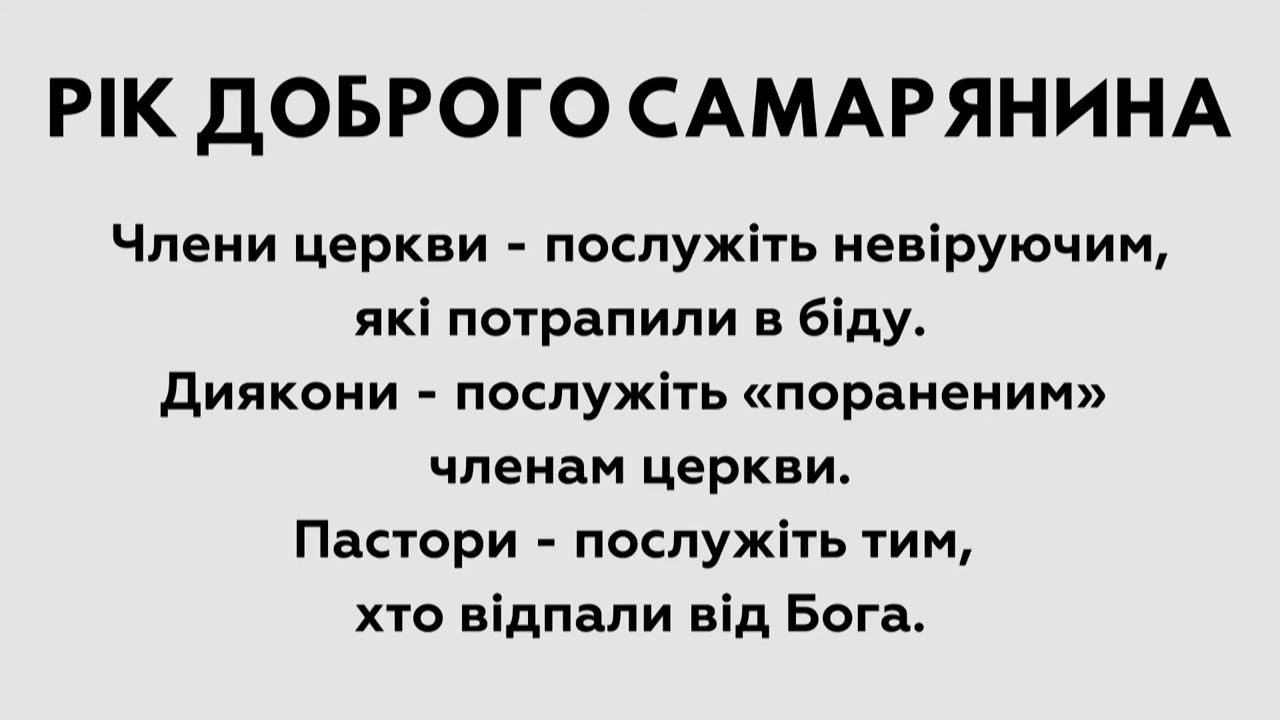 РІК ДОБРОГО САМАРЯНИНА
Члени церкви - послужіть невіруючим,
які потрапили в біду.
Диякони - послужіть «пораненим»
членам церкви.
Пастори - послужіть тим,
хто відпали від Бога.